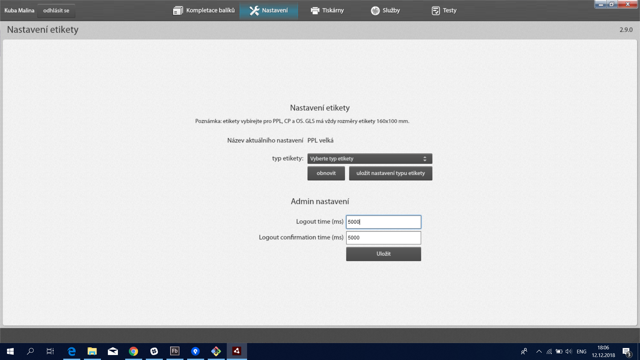 Kuba Malina
odhlásit se
Kompletace balíků
Nastavení
Tiskárny
Služby
Testy
Nastavení etikety
2.9.0
Nastavení etikety
Poznámka: etikety vybírejte pro PPL, CP a OS. GLS má vždy rozměry etikety 160x100 mm.
Název aktuálního nastavení PPL velká
typ etikety: Vyberte typ etikety
obnovit
uložit nastavení typu etikety
Admin nastavení
Logout time (ms) 5000
Logout confirmation time (ms) 5000
Uložit
Fb
ENG
18:06
12.12.2018